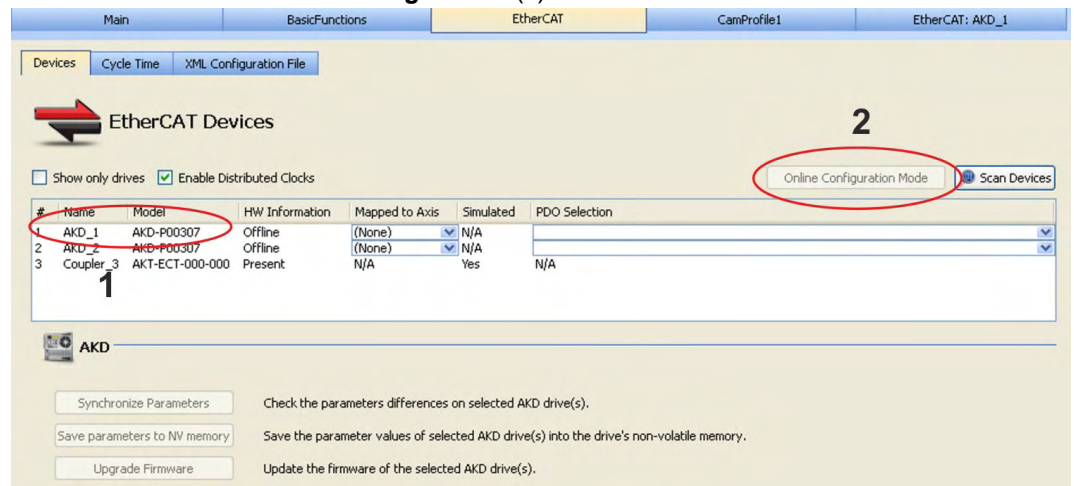 Main BasicFunctions EtherCAT CamProfile1 EtherCAT: AKD_1
Devices Cycle Time XML Configuration File
EtherCAT Devices
2
Show only drives Enable Distributed Clocks Online Configuration Mode Scan Devices
# Name Model HW Information Mapped to Axis Simulated PDO Selection
1 AKD_1 AKD-P00307 Offline (None) N/A
2 AKD_2 AKD-P00307 Offline (None) N/A
3 Coupler_3 AKT-ECT-000-000 Present N/A Yes N/A
1
AKD
Synchronize Parameters Check the parameters differences on selected AKD drive(s).
Save parameters to NV memory Save the parameter values of selected AKD drive(s) into the drive's non-volatile memory.
Upgrade Firmware Update the firmware of the selected AKD drive(s).